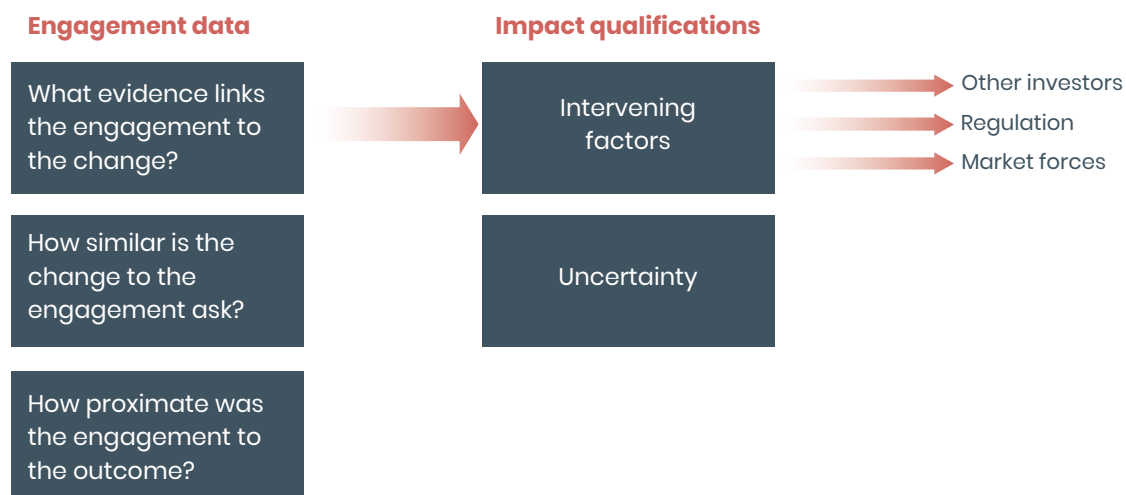 Engagement data
Impact qualifications
What evidence links
the engagement to
the change?
Intervening
factors
Other investors
Regulation
Market forces
How similar is the
change to the
engagement ask?
Uncertainty
How proximate was
the engagement to
the outcome?